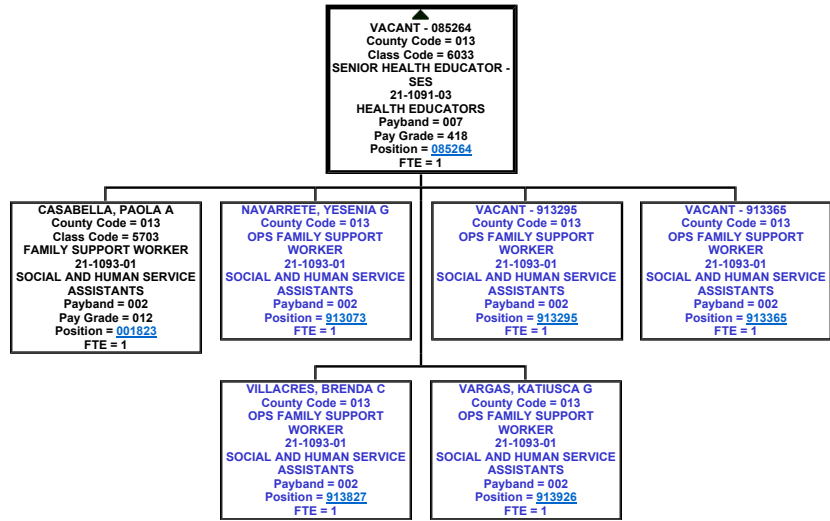 VACANT - 085264
County Code = 013
Class Code = 6033
SENIOR HEALTH EDUCATOR -
SES
21-1091-03
HEALTH EDUCATORS
Payband = 007
Pay Grade = 418
Position = 085264
FTE = 1
CASABELLA, PAOLA A
County Code = 013
Class Code = 5703
FAMILY SUPPORT WORKER
21-1093-01
SOCIAL AND HUMAN SERVICE
ASSISTANTS
Payband = 002
Pay Grade = 012
Position = 001823
FTE = 1
NAVARRETE, YESENIA G
County Code = 013
OPS FAMILY SUPPORT
WORKER
21-1093-01
SOCIAL AND HUMAN SERVICE
ASSISTANTS
Payband = 002
Position = 913073
FTE = 1
VACANT - 913295
County Code = 013
OPS FAMILY SUPPORT
WORKER
21-1093-01
SOCIAL AND HUMAN SERVICE
ASSISTANTS
Payband = 002
Position = 913295
FTE = 1
VACANT - 913365
County Code = 013
OPS FAMILY SUPPORT
WORKER
21-1093-01
SOCIAL AND HUMAN SERVICE
ASSISTANTS
Payband = 002
Position = 913365
FTE = 1
VILLACRES, BRENDA C
County Code = 013
OPS FAMILY SUPPORT
WORKER
21-1093-01
SOCIAL AND HUMAN SERVICE
ASSISTANTS
Payband = 002
Position = 913827
FTE = 1
VARGAS, KATIUSCA G
County Code = 013
OPS FAMILY SUPPORT
WORKER
21-1093-01
SOCIAL AND HUMAN SERVICE
ASSISTANTS
Payband = 002
Position = 913926
FTE = 1